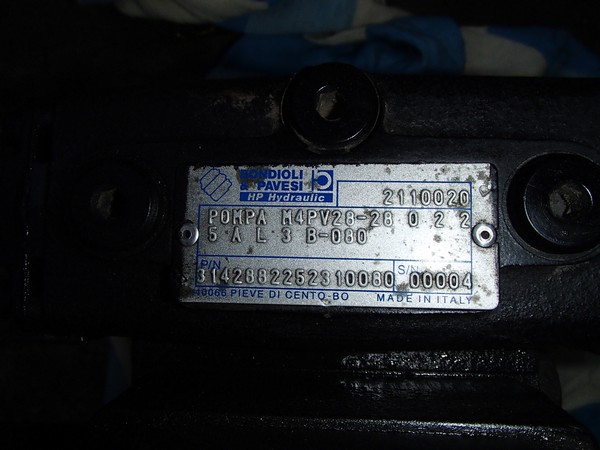 BONDIOLI
& PAVESI
HP Hydraulic
2110020
POMPA M4PV28-28 0 2 2
5 A L 3 B-080
P/N S/N
3142882252310080 00004
40066 PIEVE DI CENTO-BO MADE IN ITALY